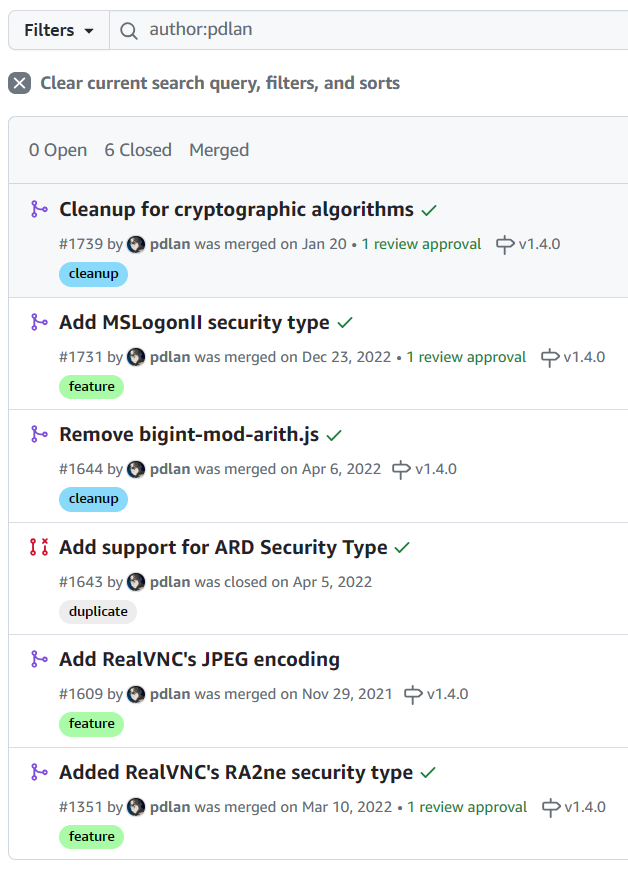 Filters author:pdlan
Clear current search query, filters, and sorts
0 Open 6 Closed Merged
Cleanup for cryptographic algorithms
#1739 by pdlan was merged on Jan 20 • 1 review approval v1.4.0
cleanup
Add MSLogonII security type
#1731 by pdlan was merged on Dec 23, 2022 • 1 review approval v1.4.0
feature
Remove bigint-mod-arith.js
#1644 by pdlan was merged on Apr 6, 2022 v1.4.0
cleanup
Add support for ARD Security Type
#1643 by pdlan was closed on Apr 5, 2022
duplicate
Add RealVNC's JPEG encoding
#1609 by pdlan was merged on Nov 29, 2021 v1.4.0
feature
Added RealVNC's RA2ne security type
#1351 by pdlan was merged on Mar 10, 2022 • 1 review approval v1.4.0
feature